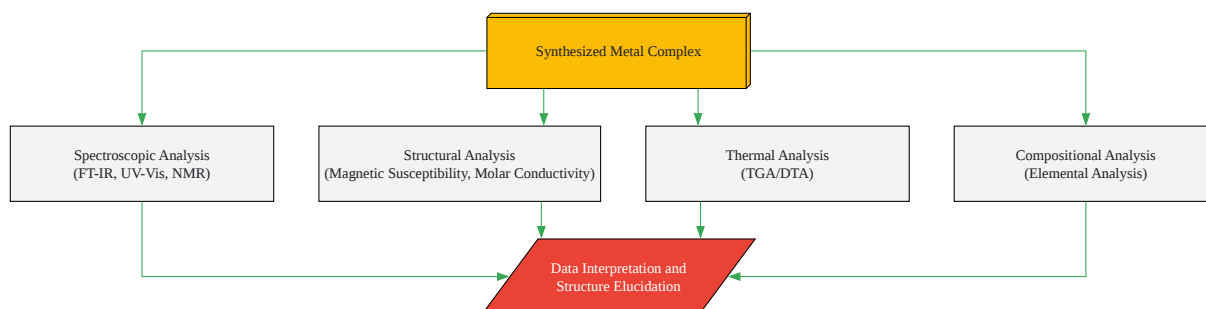 Synthesized Metal Complex
Spectroscopic Analysis
(FT-IR, UV-Vis, NMR)
Structural Analysis
(Magnetic Susceptibility, Molar Conductivity)
Thermal Analysis
(TGA/DTA)
Compositional Analysis
(Elemental Analysis)
Data Interpretation and
Structure Elucidation